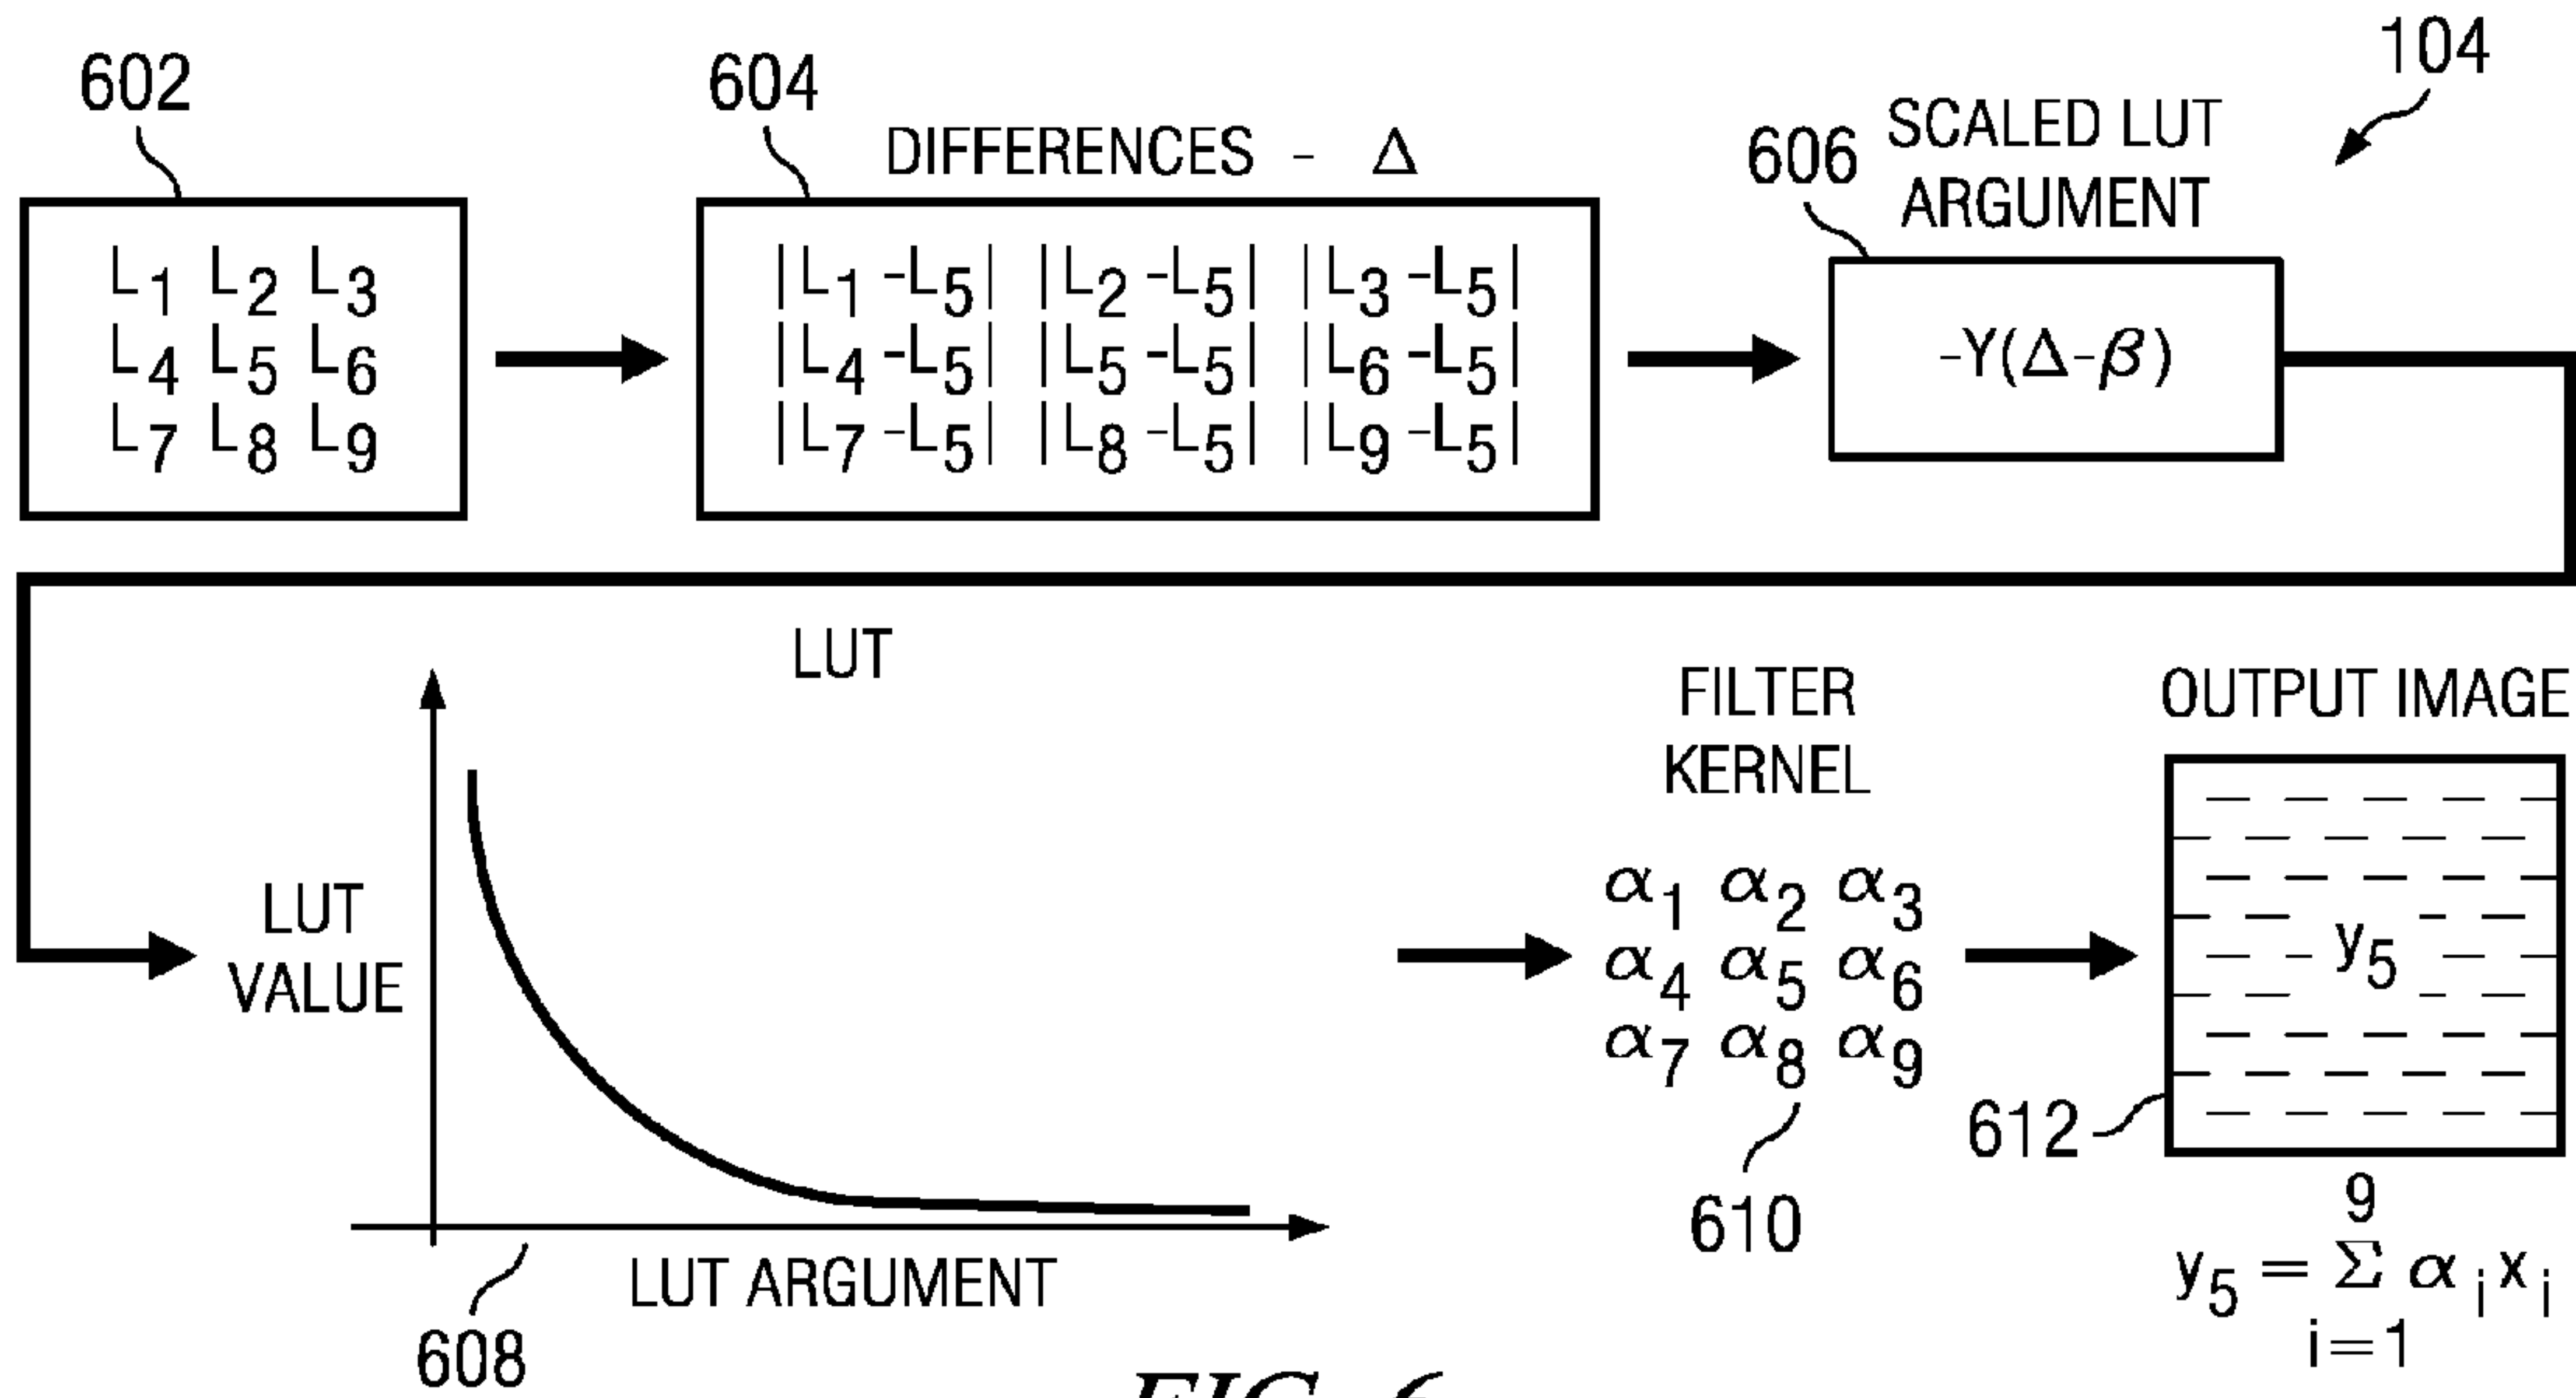 104
602
604
DIFFERENCES - Δ
606
SCALED LUT
ARGUMENT
L1 L2 L3
L4 L5 L6
L7 L8 L9
|L1 -L5| |L2 -L5| |L3 -L5|
|L4 -L5| |L5 -L5| |L6 -L5|
|L7 -L5| |L8 -L5| |L9 -L5|
-Y(Δ-β)
LUT
LUT
VALUE
LUT ARGUMENT
608
FILTER
KERNEL
α1 α2 α3
α4 α5 α6
α7 α8 α9
610
OUTPUT IMAGE
y5
612
9
y5 = Σ αi xi
i=1
FIG. 6